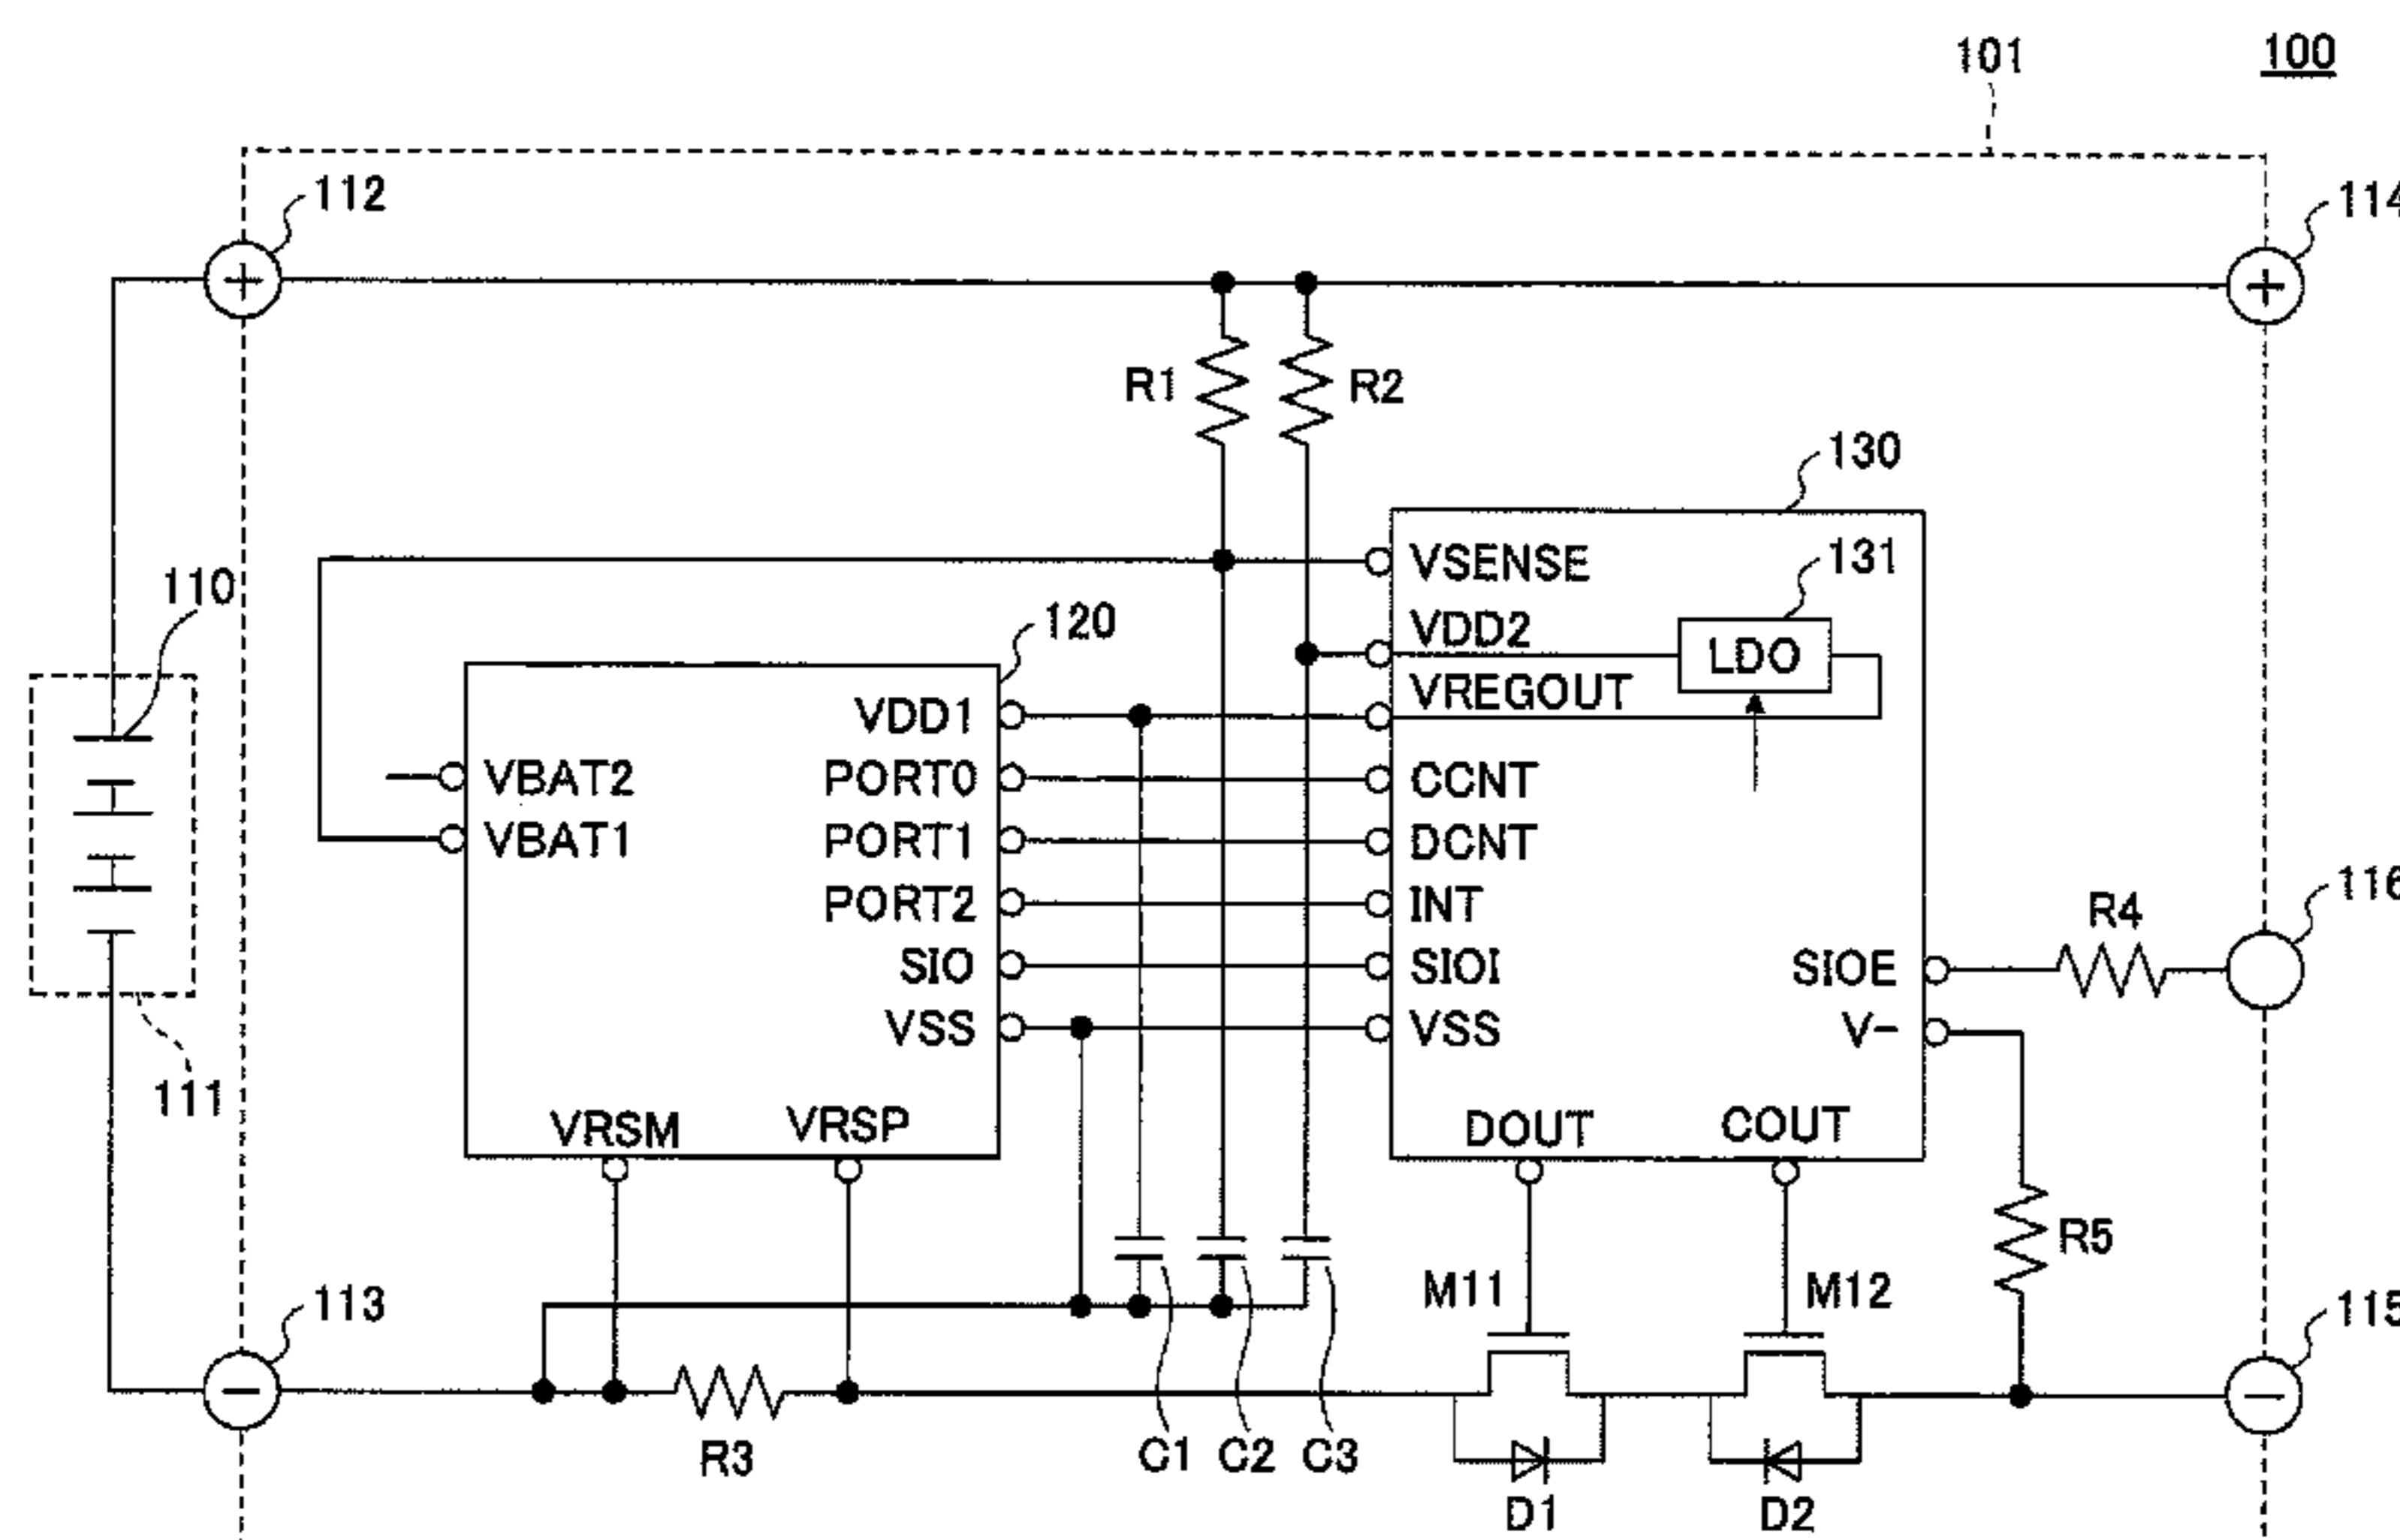 101
100
112
114
R1
R2
130
VSENSE
131
110
VDD2
120
LDO
VREGOUT
VDD1
VBAT2
PORT0
CCNT
VBAT1
PORT1
DCNT
PORT2
INT
116
R4
SIO
SIOI
SIOE
VSS
VSS
V-
111
VRSM
VRSP
DOUT
COUT
R5
M11
M12
113
115
R3
C1
C2
C3
D1
D2